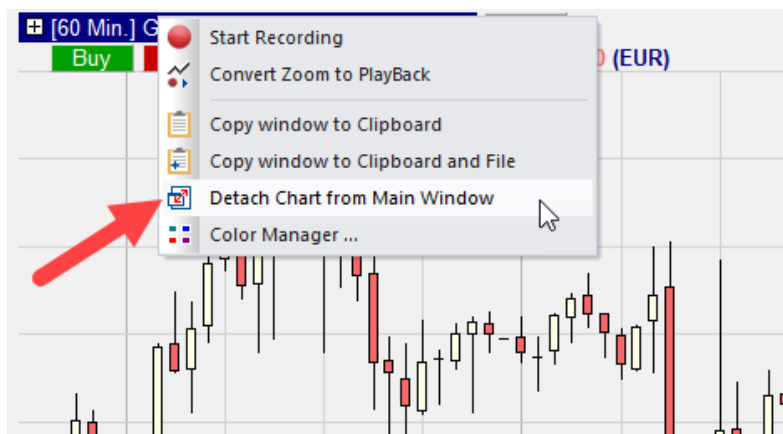 [60 Min.] G
Buy
(EUR)
Start Recording
Convert Zoom to PlayBack
Copy window to Clipboard
Copy window to Clipboard and File
Detach Chart from Main Window
Color Manager ...